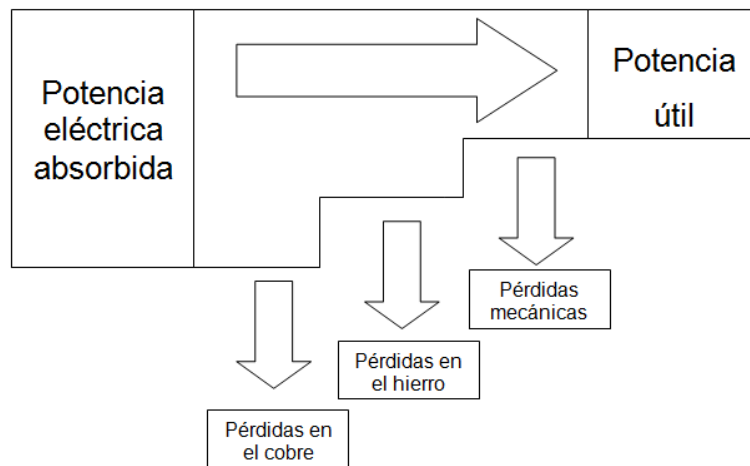 Potencia
eléctrica
absorbida
Potencia
útil
Pérdidas
mecánicas
Pérdidas en
el hierro
Pérdidas en
el cobre